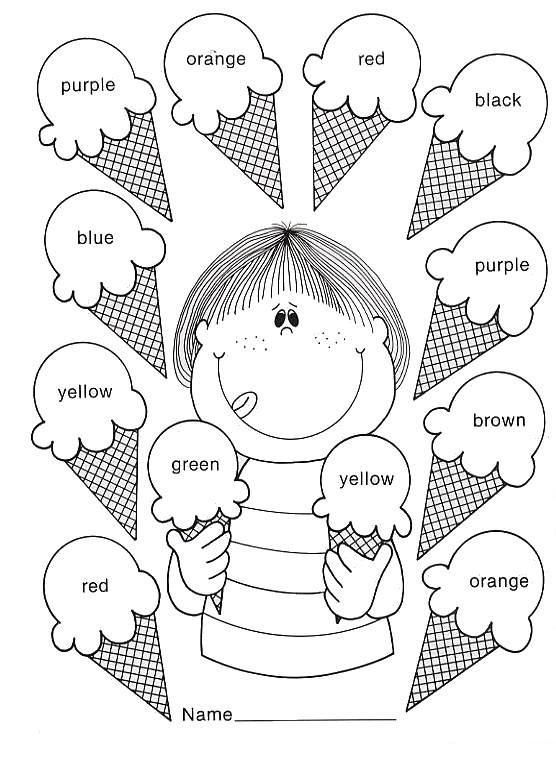 purple
orange
red
black
blue
purple
yellow
brown
green
yellow
red
orange
Name